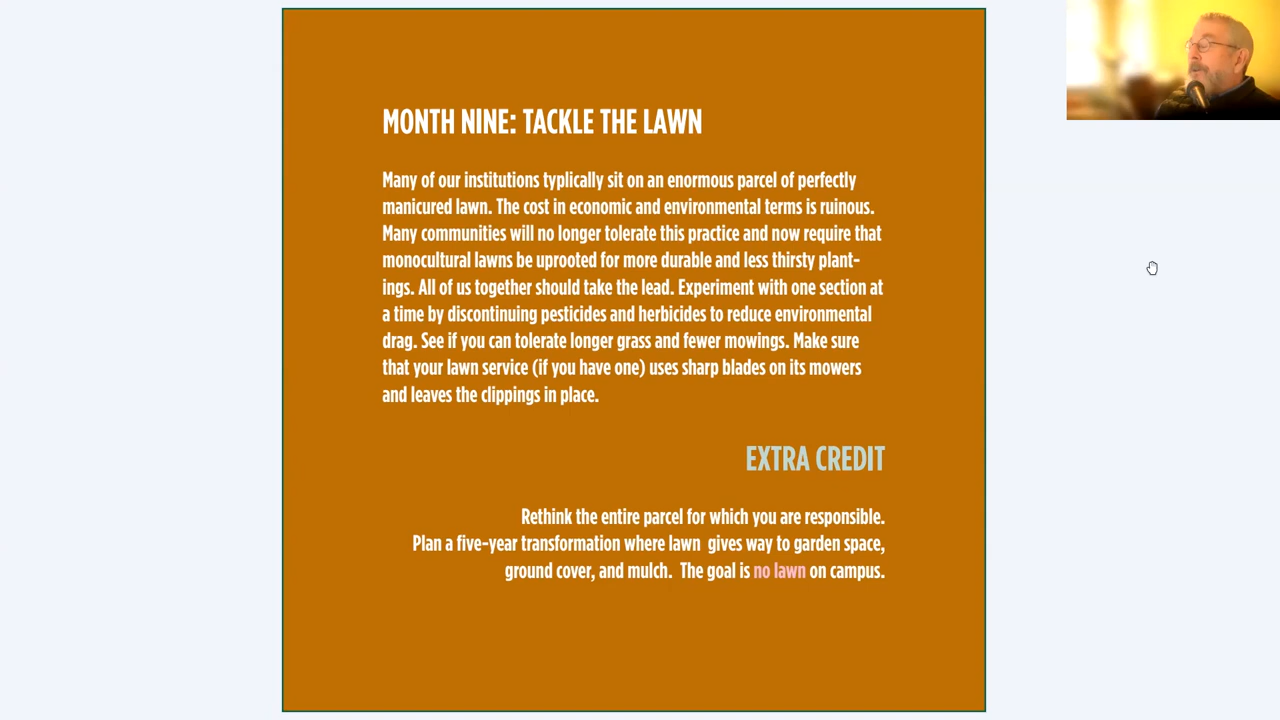 MONTH NINE: TACKLE THE LAWN
Many of our institutions typlically sit on an enormous parcel of perfectly
manicured lawn. The cost in economic and environmental terms is ruinous.
Many communities will no longer tolerate this practice and now require that
monocultural lawns be uprooted for more durable and less thirsty plant-
ings. All of us together should take the lead. Experiment with one section at
a time by discontinuing pesticides and herbicides to reduce environmental
drag. See if you can tolerate longer grass and fewer mowings. Make sure
that your lawn service (if you have one) uses sharp blades on its mowers
and leaves the clippings in place.
EXTRA CREDIT
Rethink the entire parcel for which you are responsible.
Plan a five-year transformation where lawn gives way to garden space,
ground cover, and mulch. The goal is no lawn on campus.